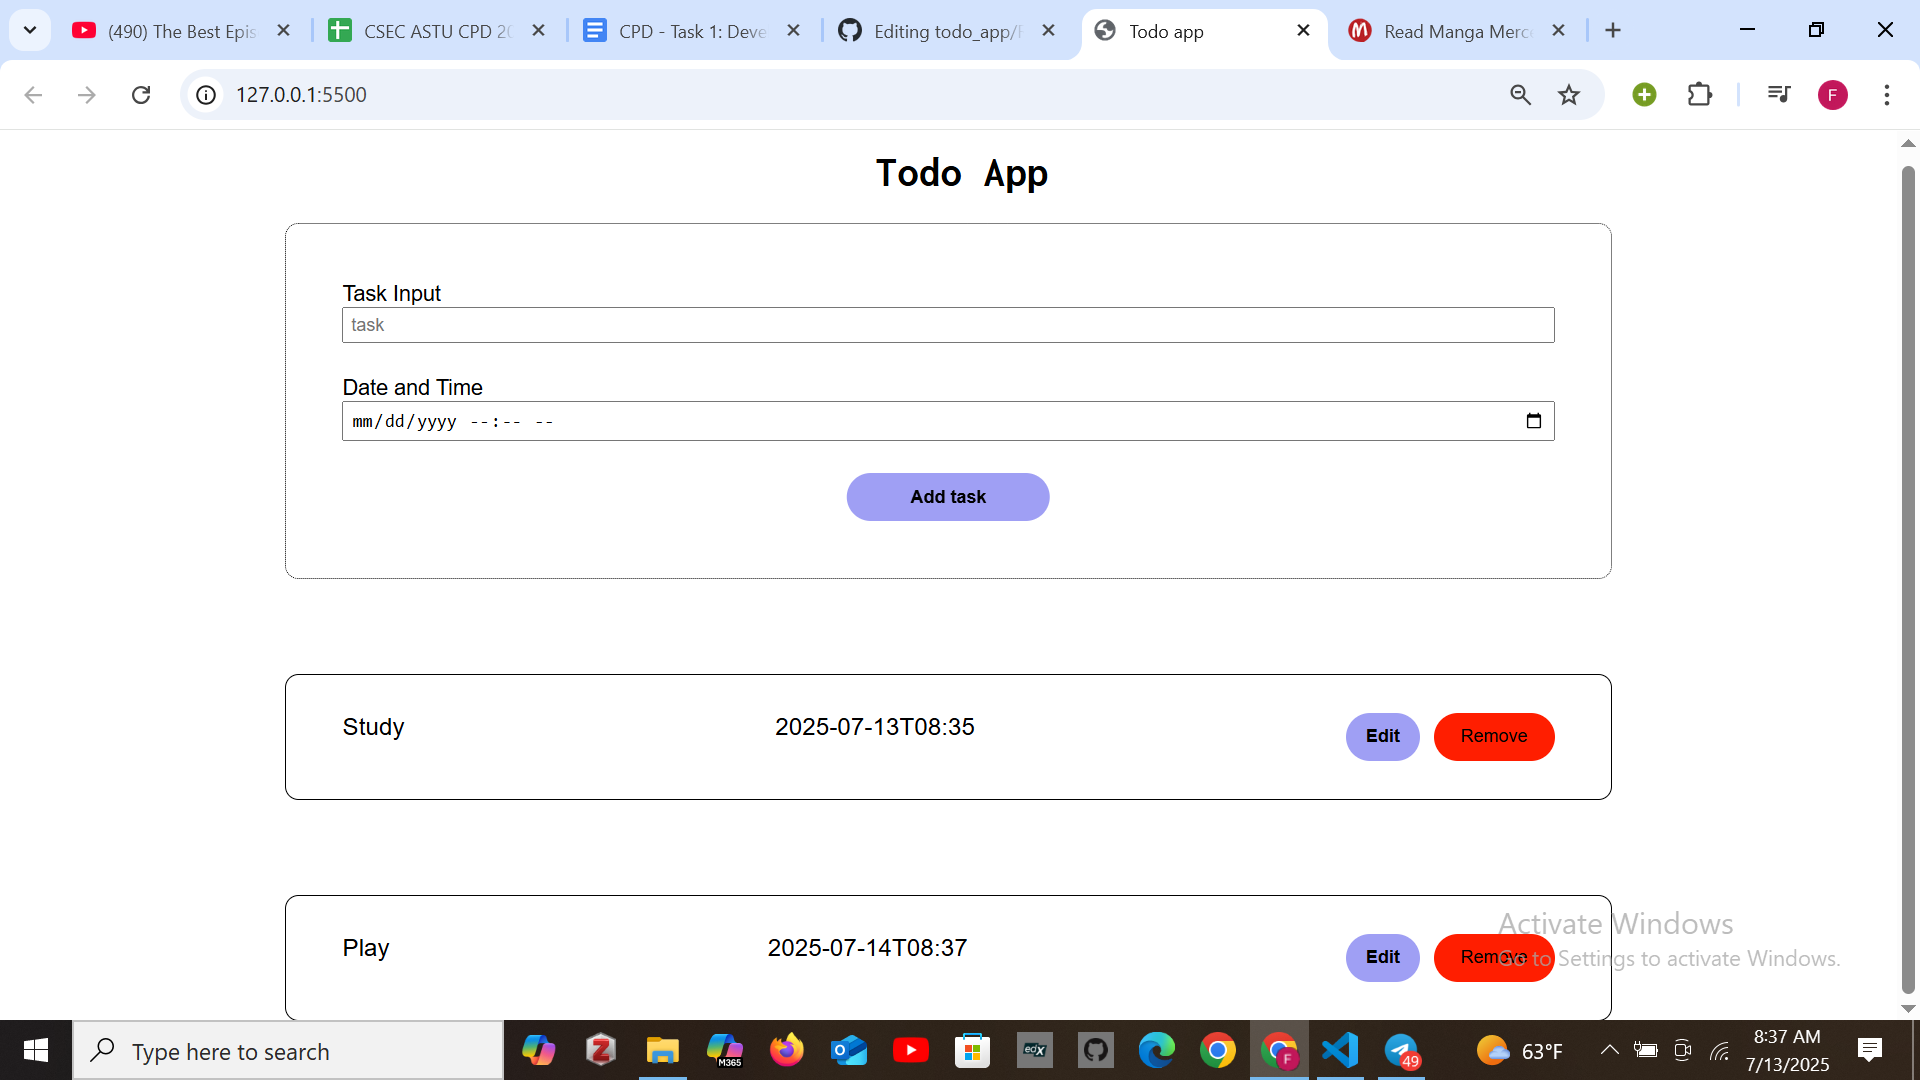 (490) The Best Epis
CSEC ASTU CPD 20
CPD - Task 1: Deve
Editing todo_app/R
Todo app
Read Manga Merce
127.0.0.1:5500
F
Todo App
Task Input
task
Date and Time
mm/dd/yyyy --:-- --
Add task
Study
2025-07-13T08:35
Edit
Remove
Play
2025-07-14T08:37
Edit
Remove
Activate Windows
Go to Settings to activate Windows.
Type here to search
M365
edX
F
49
63°F
8:37 AM
7/13/2025